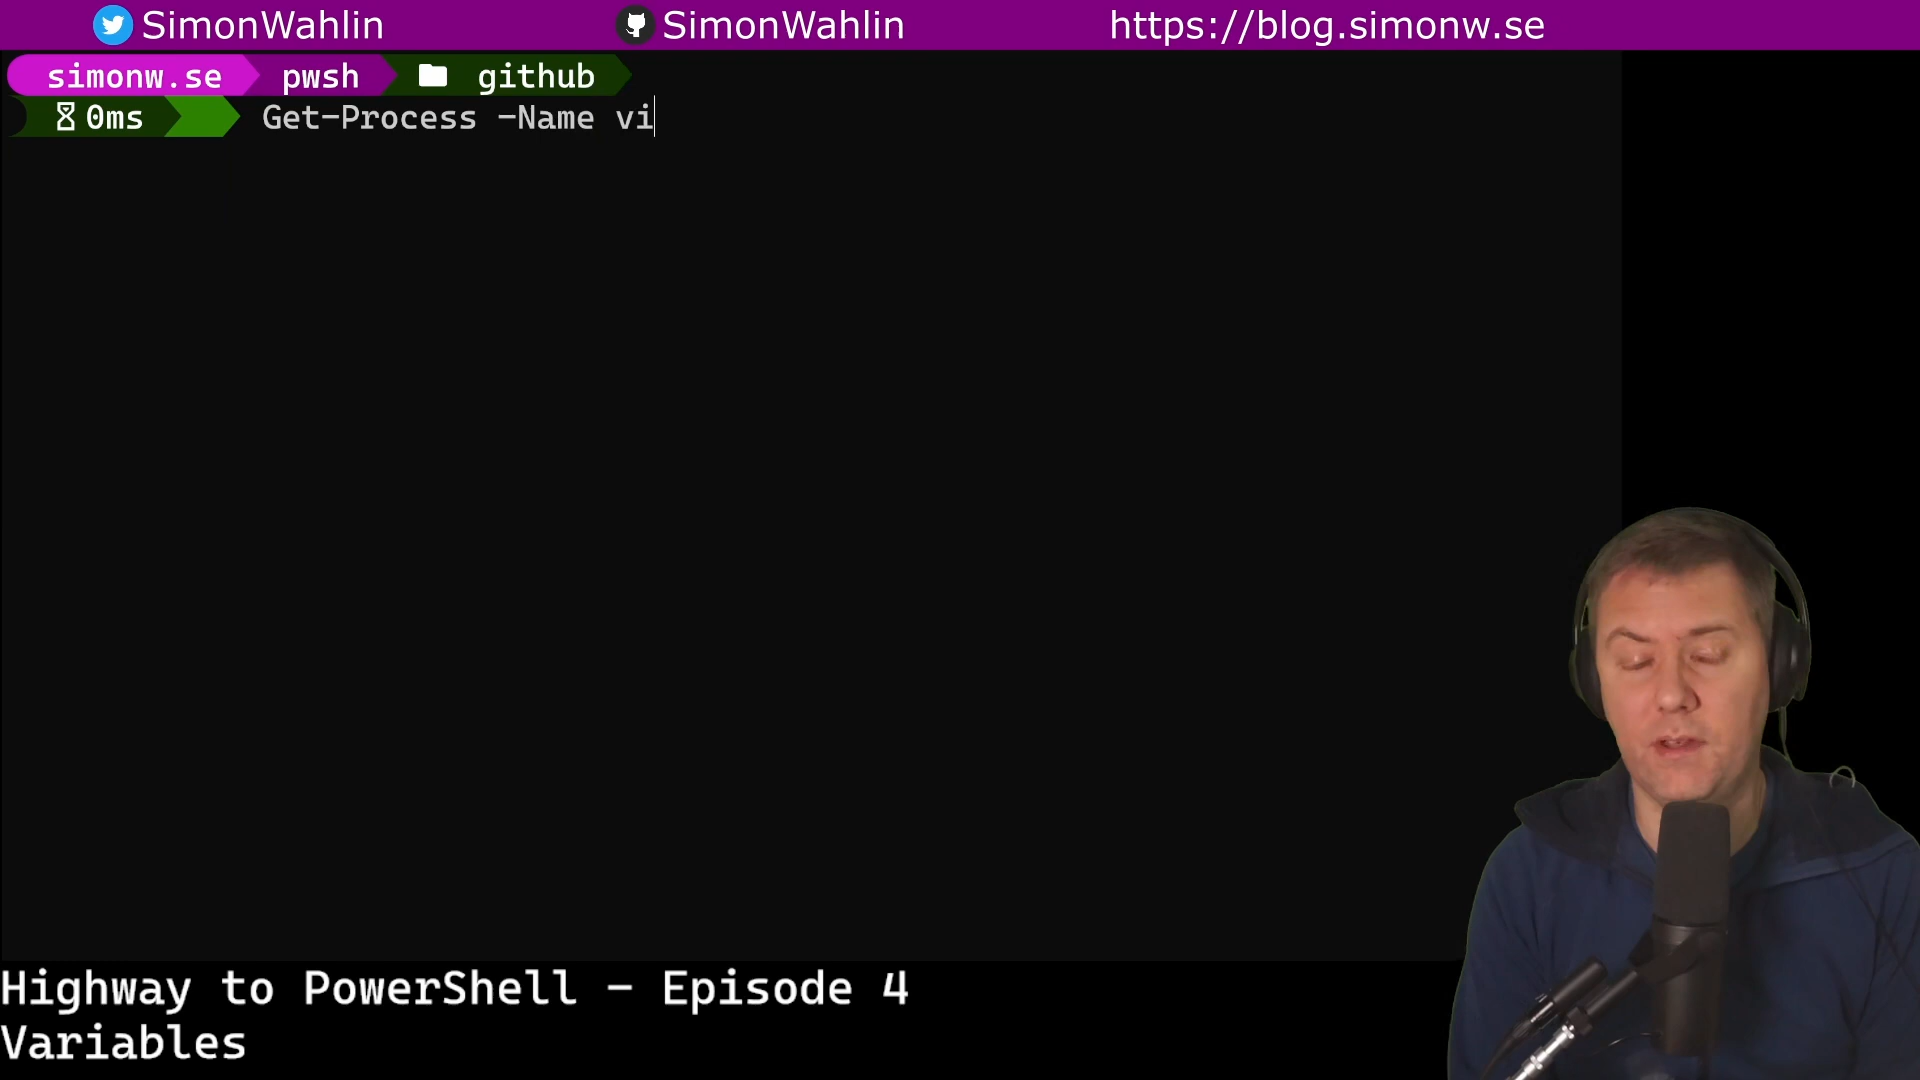 SimonWahlin SimonWahlin https://blog.simonw.se
simonw.se pwsh github
0ms Get-Process -Name vi
Highway to PowerShell - Episode 4
Variables